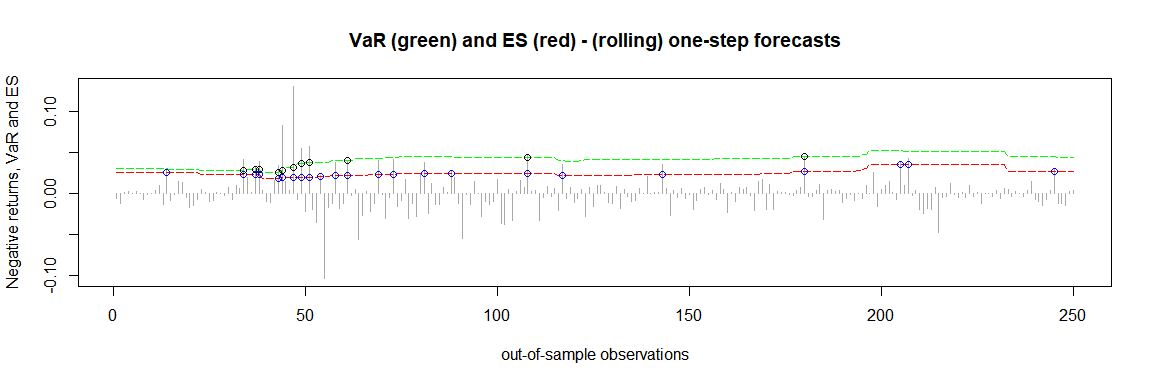 VaR (green) and ES (red) - (rolling) one-step forecasts
Negative returns, VaR and ES
0.10
0.00
-0.10
0 50 100 150 200 250
out-of-sample observations